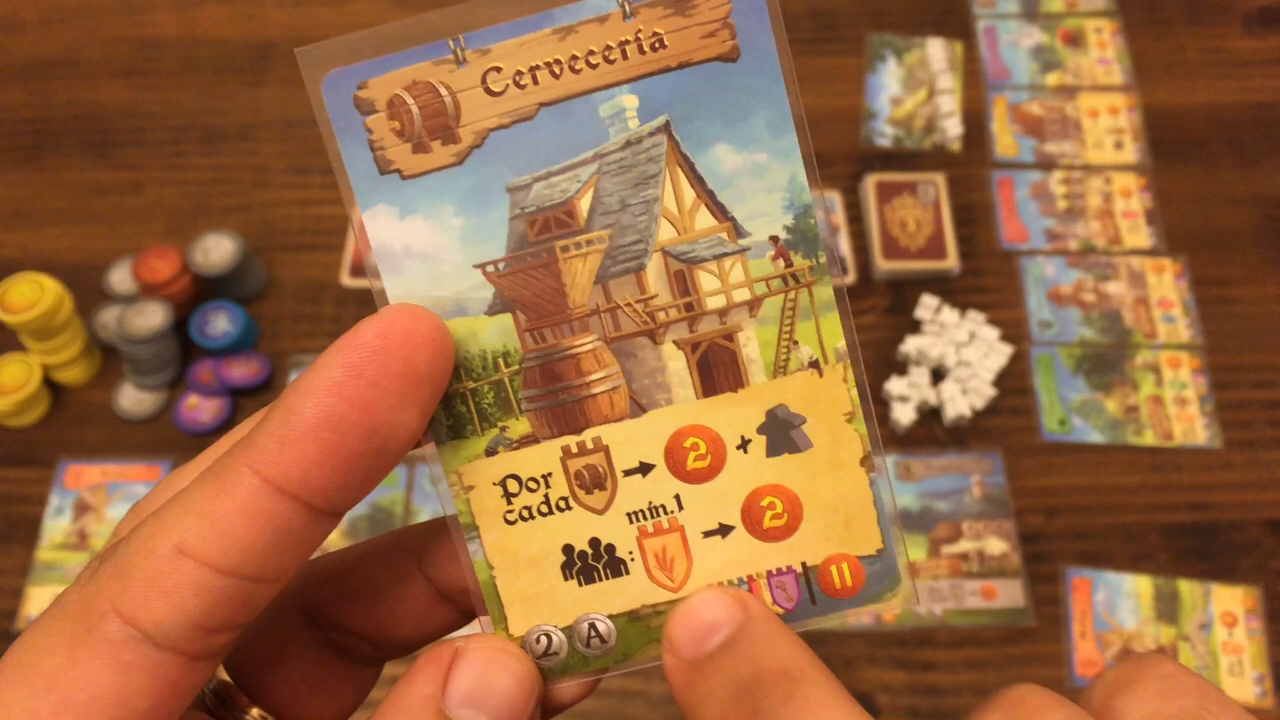 Cervecería
Por cada → 2 +
mín.1
: → 2
11
2 A